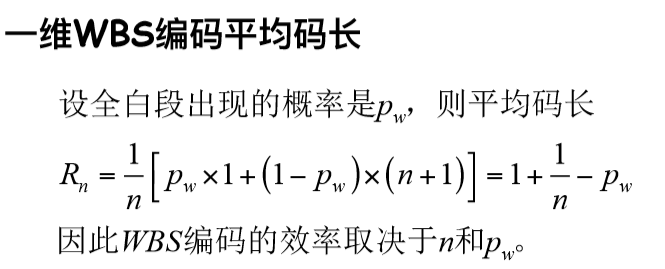 一维WBS编码平均码长
设全白段出现的概率是p_w，则平均码长
R_n = \frac{1}{n}[p_w×1+(1−p_w)×(n+1)]=1+\frac{1}{n}−p_w
因此WBS编码的效率取决于n和p_w。